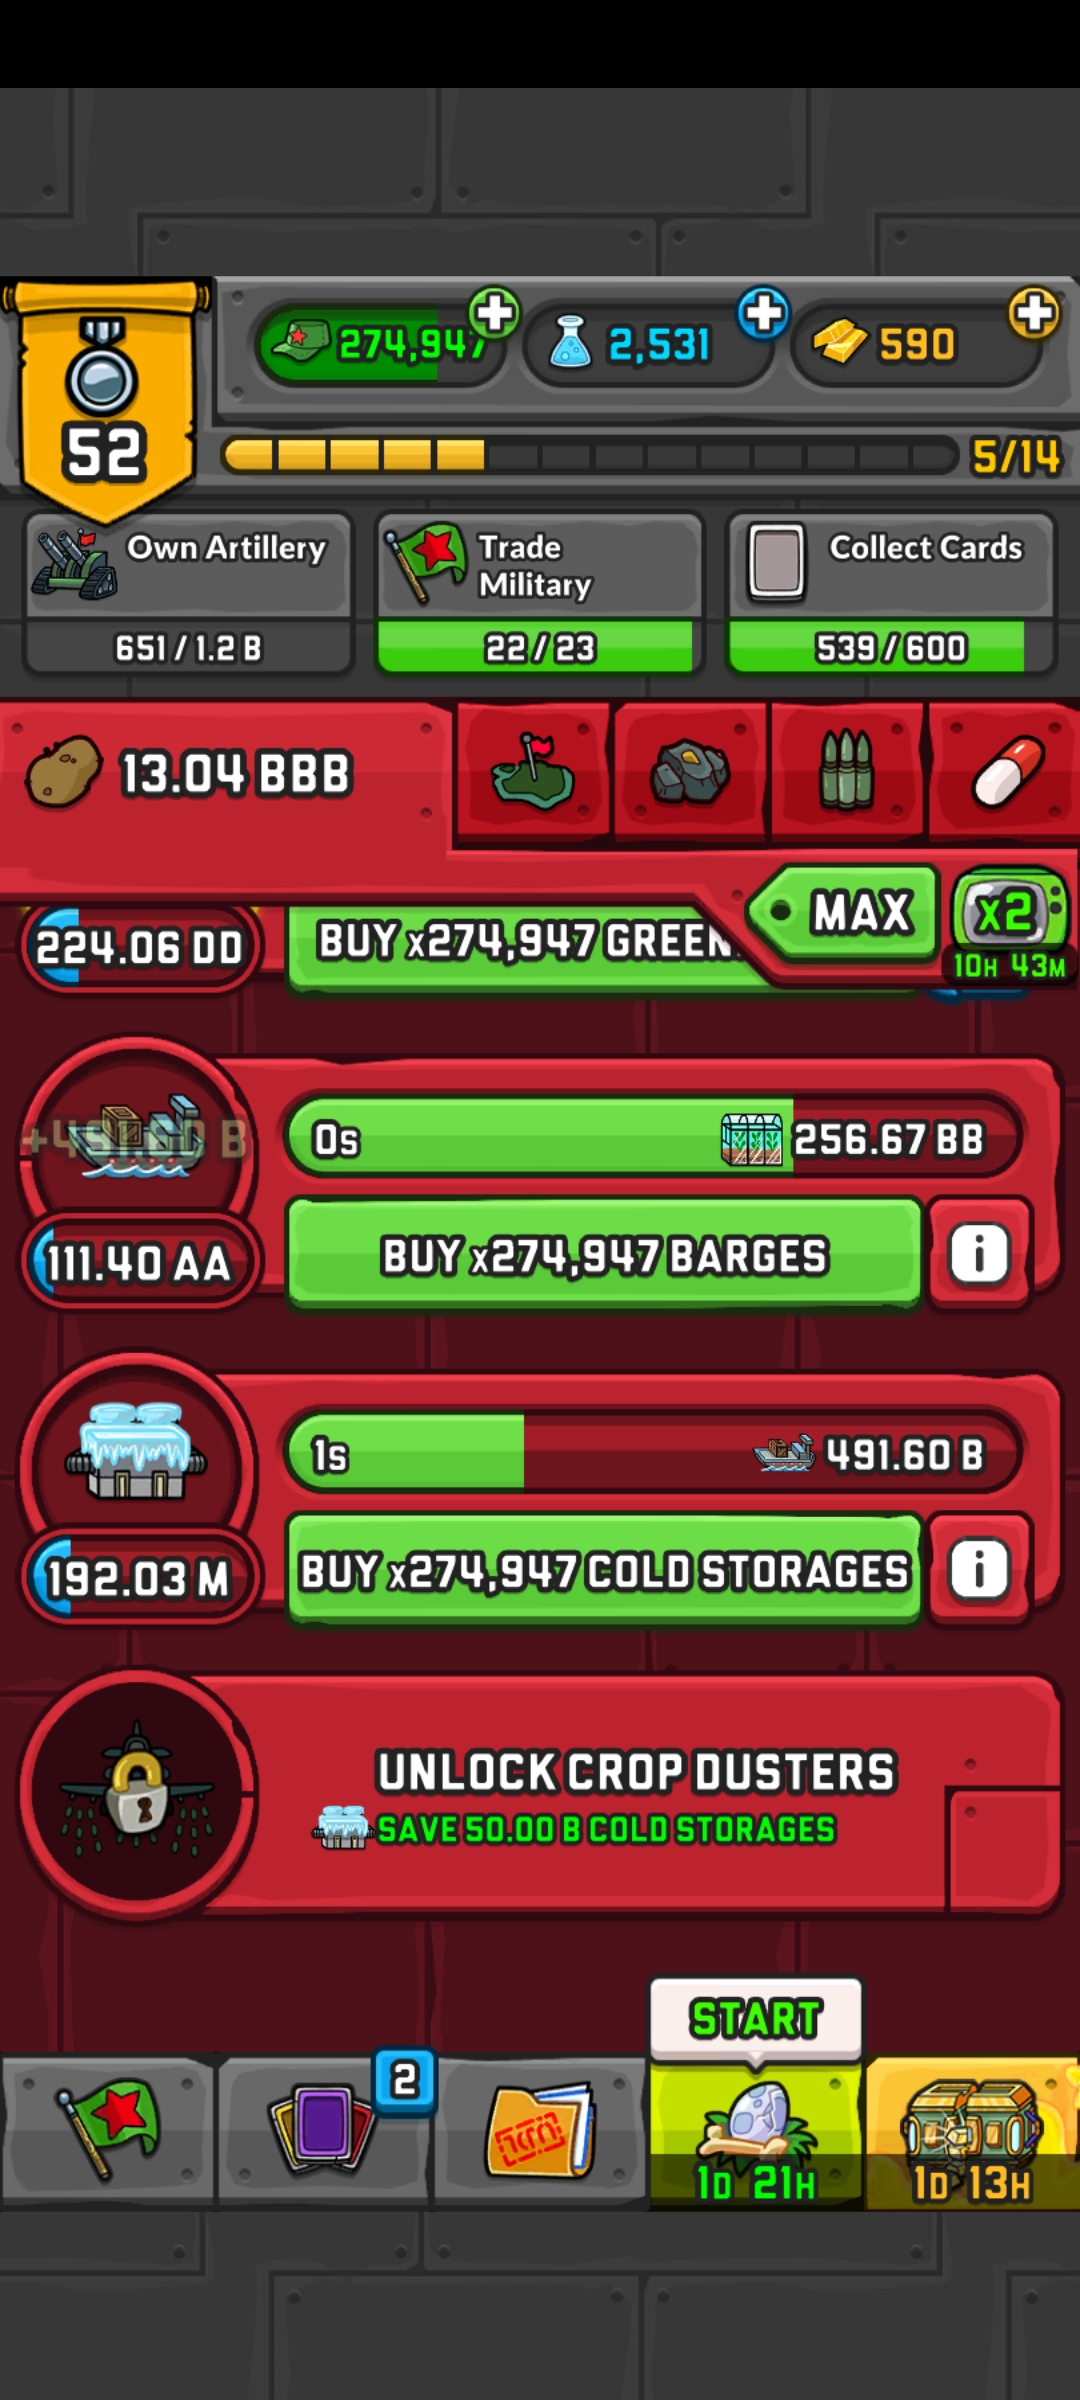 274,947
2,531
590
52
5/14
Own Artillery
651 / 1.2 B
Trade
Military
22 / 23
Collect Cards
539 / 600
13.04 BBB
MAX
x2
10H 43M
224.06 DD
BUY x274,947 GREEN
+491.60 B
0s
256.67 BB
111.40 AA
BUY x274,947 BARGES
i
1s
491.60 B
192.03 M
BUY x274,947 COLD STORAGES
i
UNLOCK CROP DUSTERS
SAVE 50.00 B COLD STORAGES
START
2
1D 21H
1D 13H